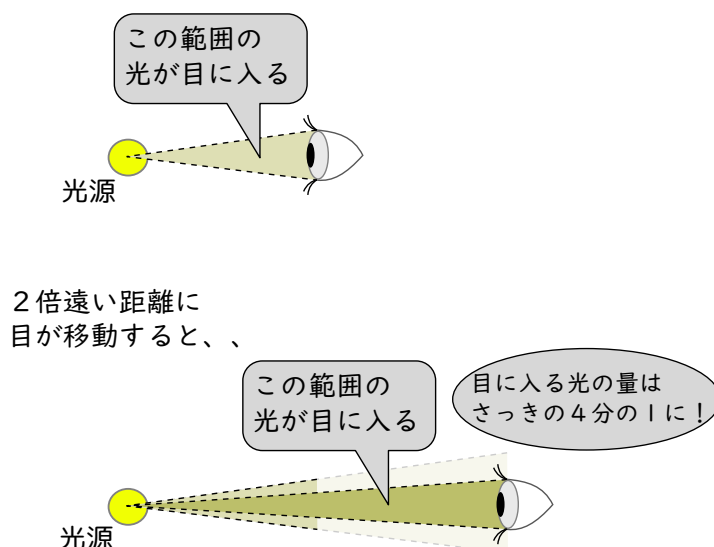 この範囲の
光が目に入る
光源
２倍遠い距離に
目が移動すると、、
この範囲の
光が目に入る
目に入る光の量は
さっきの４分の１に！
光源